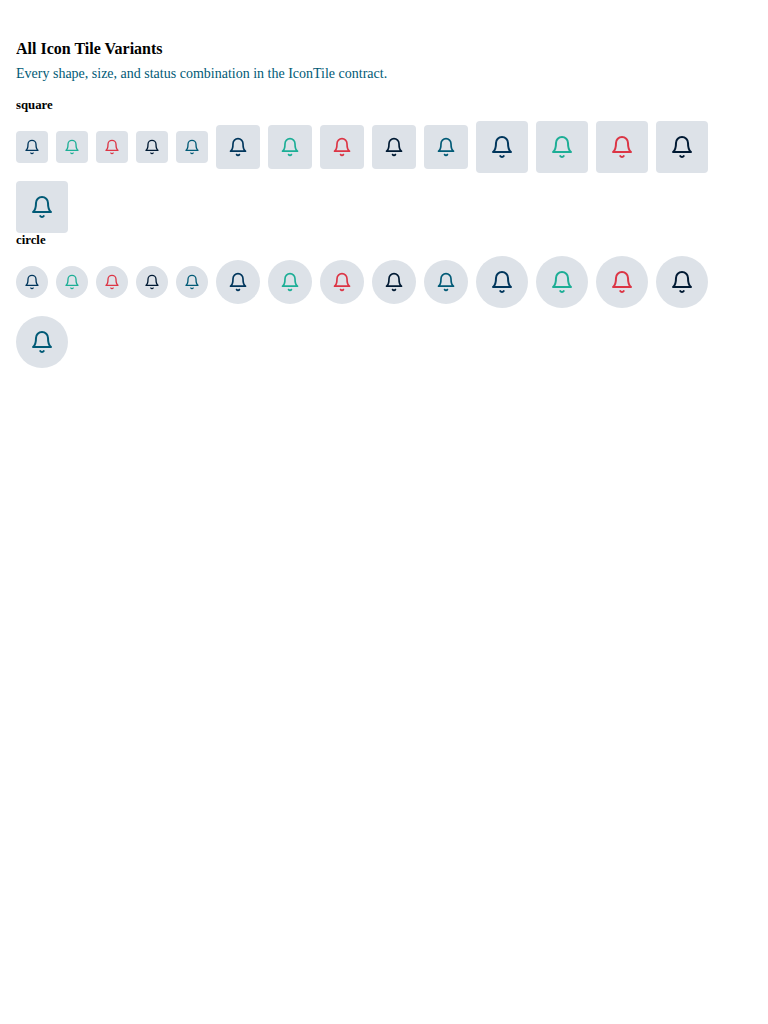 All Icon Tile Variants
Every shape, size, and status combination in the IconTile contract.
square
circle